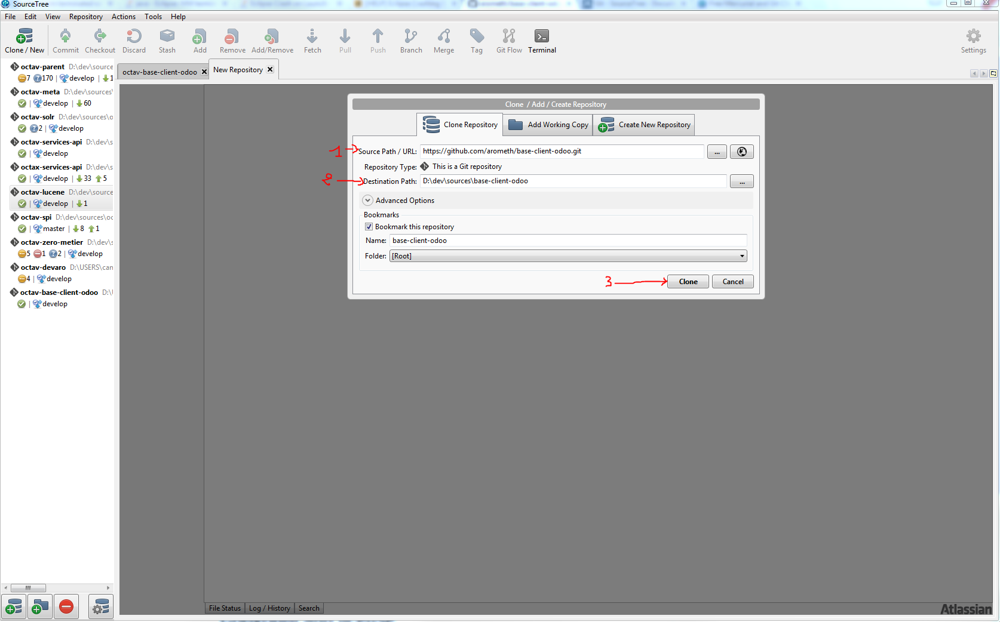 SourceTree
File Edit View Repository Actions Tools Help
Clone / New Commit Checkout Discard Stash Add Remove Add/Remove Fetch Pull Push Branch Merge Tag Git Flow Terminal Settings
octav-base-client-odoo New Repository
octav-parent D:\dev\source
7 170 | develop | 1
octav-meta D:\dev\sources\
| develop | 60
octav-solr D:\dev\sources\o
2 | develop
octav-services-api D:\dev\s
| develop
octax-services-api D:\dev\s
| develop | 33 5
octav-lucene D:\dev\source
| develop | 1
octav-spi D:\dev\sources\oc
| master | 8 1
octav-zero-metier D:\dev\s
5 1 2 | develop
octav-devaro D:\USERS\can
4 | develop
octav-base-client-odoo D:\
| develop
Clone / Add / Create Repository
Clone Repository Add Working Copy Create New Repository
1 Source Path / URL: https://github.com/arometh/base-client-odoo.git ...
Repository Type: This is a Git repository
2 Destination Path: D:\dev\sources\base-client-odoo ...
Advanced Options
Bookmarks
Bookmark this repository
Name: base-client-odoo
Folder: [Root]
3 Clone Cancel
File Status Log / History Search
Atlassian